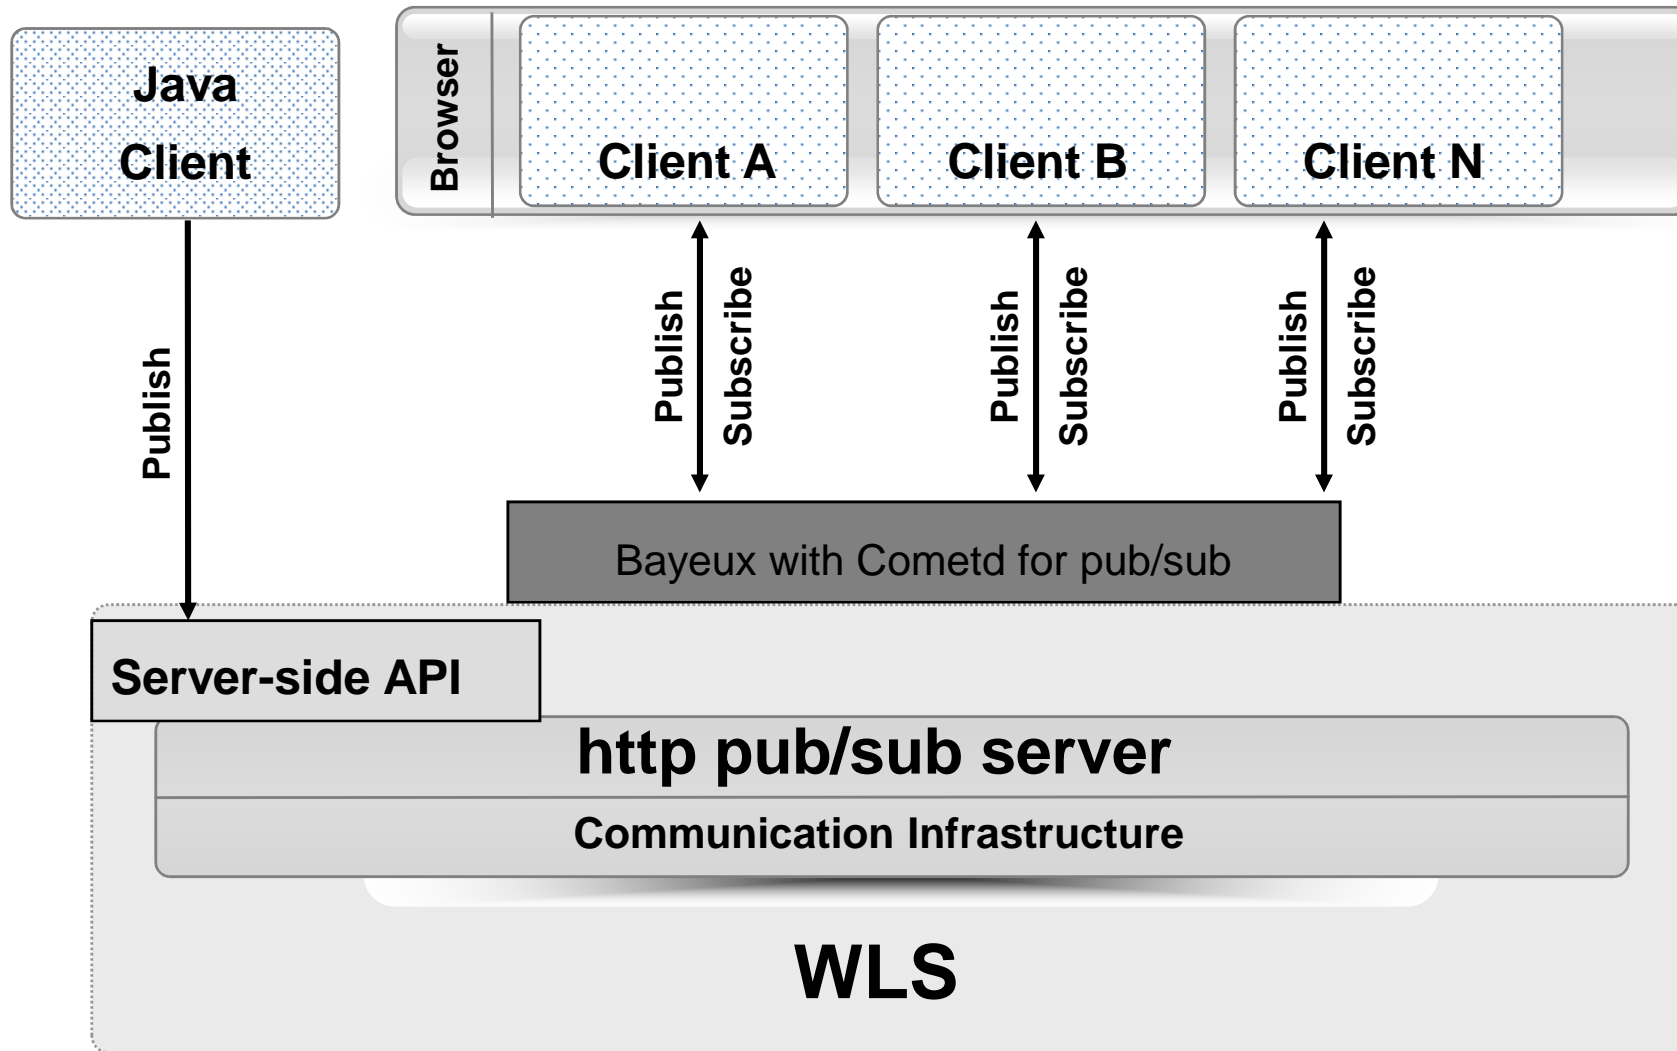 Java
Client
Browser
Client A
Client B
Client N
Publish
Publish
Subscribe
Publish
Subscribe
Publish
Subscribe
Bayeux with Cometd for pub/sub
Server-side API
http pub/sub server
Communication Infrastructure
WLS